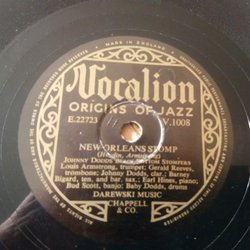 MADE IN ENGLAND
Vocalion
ORIGINS OF JAZZ
E.22723 V.1008
NEW ORLEANS STOMP
(Hardin, Armstrong)
JOHNNY DODDS BLACK BOTTOM STOMPERS
Louis Armstrong, trumpet; Gerald Reeves,
trombone; Johnny Dodds, clar.; Barney
Bigard, ten. and bar. sax.; Earl Hines, piano;
Bud Scott, banjo; Baby Dodds, drums
DAREWSKI MUSIC
CHAPPELL
& CO.